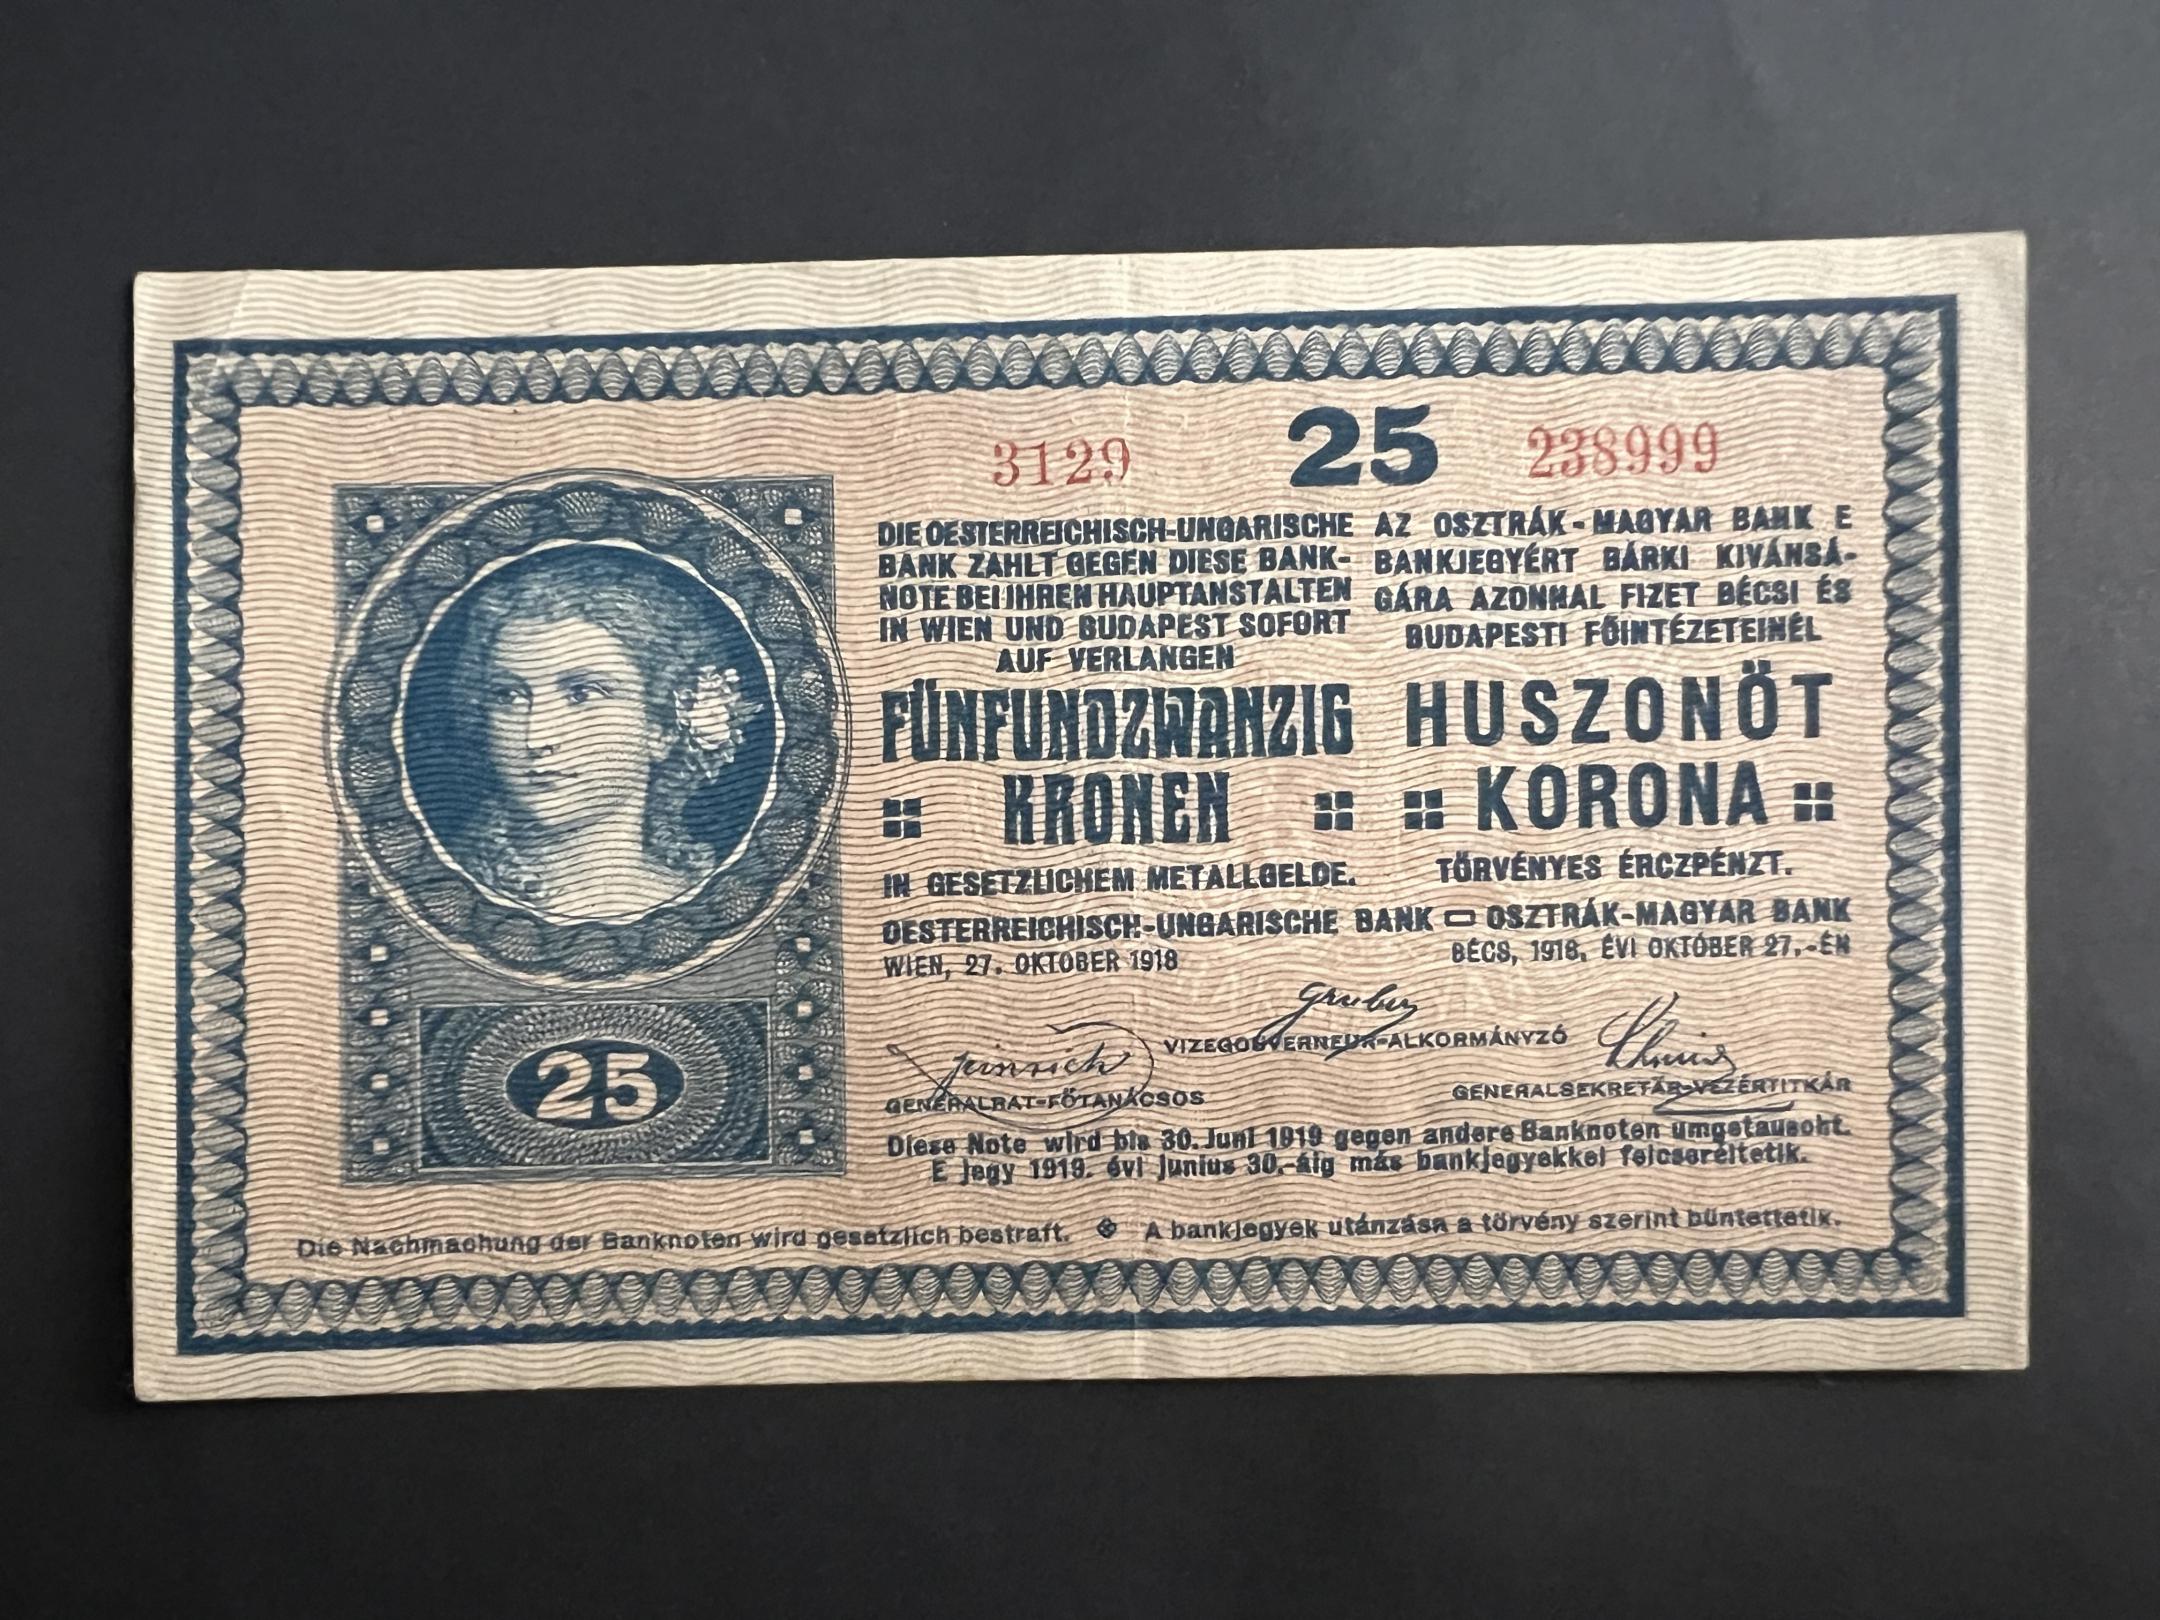 3129 25 238999
DIE OESTERREICHISCH-UNGARISCHE
BANK ZAHLT GEGEN DIESE BANK-
NOTE BEI IHREN HAUPTANSTALTEN
IN WIEN UND BUDAPEST SOFORT
AUF VERLANGEN
FÜNFUNDZWANZIG
KRONEN
IN GESETZLICHEM METALLGELDE.
AZ OSZTRÁK-MAGYAR BANK E
BANKJEGYÉRT BÁRKI KIVÁNSÁ-
GÁRA AZONNAL FIZET BÉCSI ÉS
BUDAPESTI FŐINTÉZETEINÉL
HUSZONÖT
KORONA
TÖRVÉNYES ÉRCZPÉNZT.
OESTERREICHISCH-UNGARISCHE BANK OSZTRÁK-MAGYAR BANK
WIEN, 27. OKTOBER 1918 BÉCS, 1918. ÉVI OKTÓBER 27.-ÉN
Gruber
VIZEGOUVERNEUR-ALKORMÁNYZÓ
GENERALRAT-FŐTANÁCSOS
GENERALSEKRETÄR-VEZÉRTITKÁR
Diese Note wird bis 30. Juni 1919 gegen andere Banknoten umgetauscht.
E jegy 1919. évi junius 30.-áig más bankjegyekkel felcseréltetik.
25
Die Nachmachung der Banknoten wird gesetzlich bestraft. A bankjegyek utánzása a törvény szerint büntettetik.